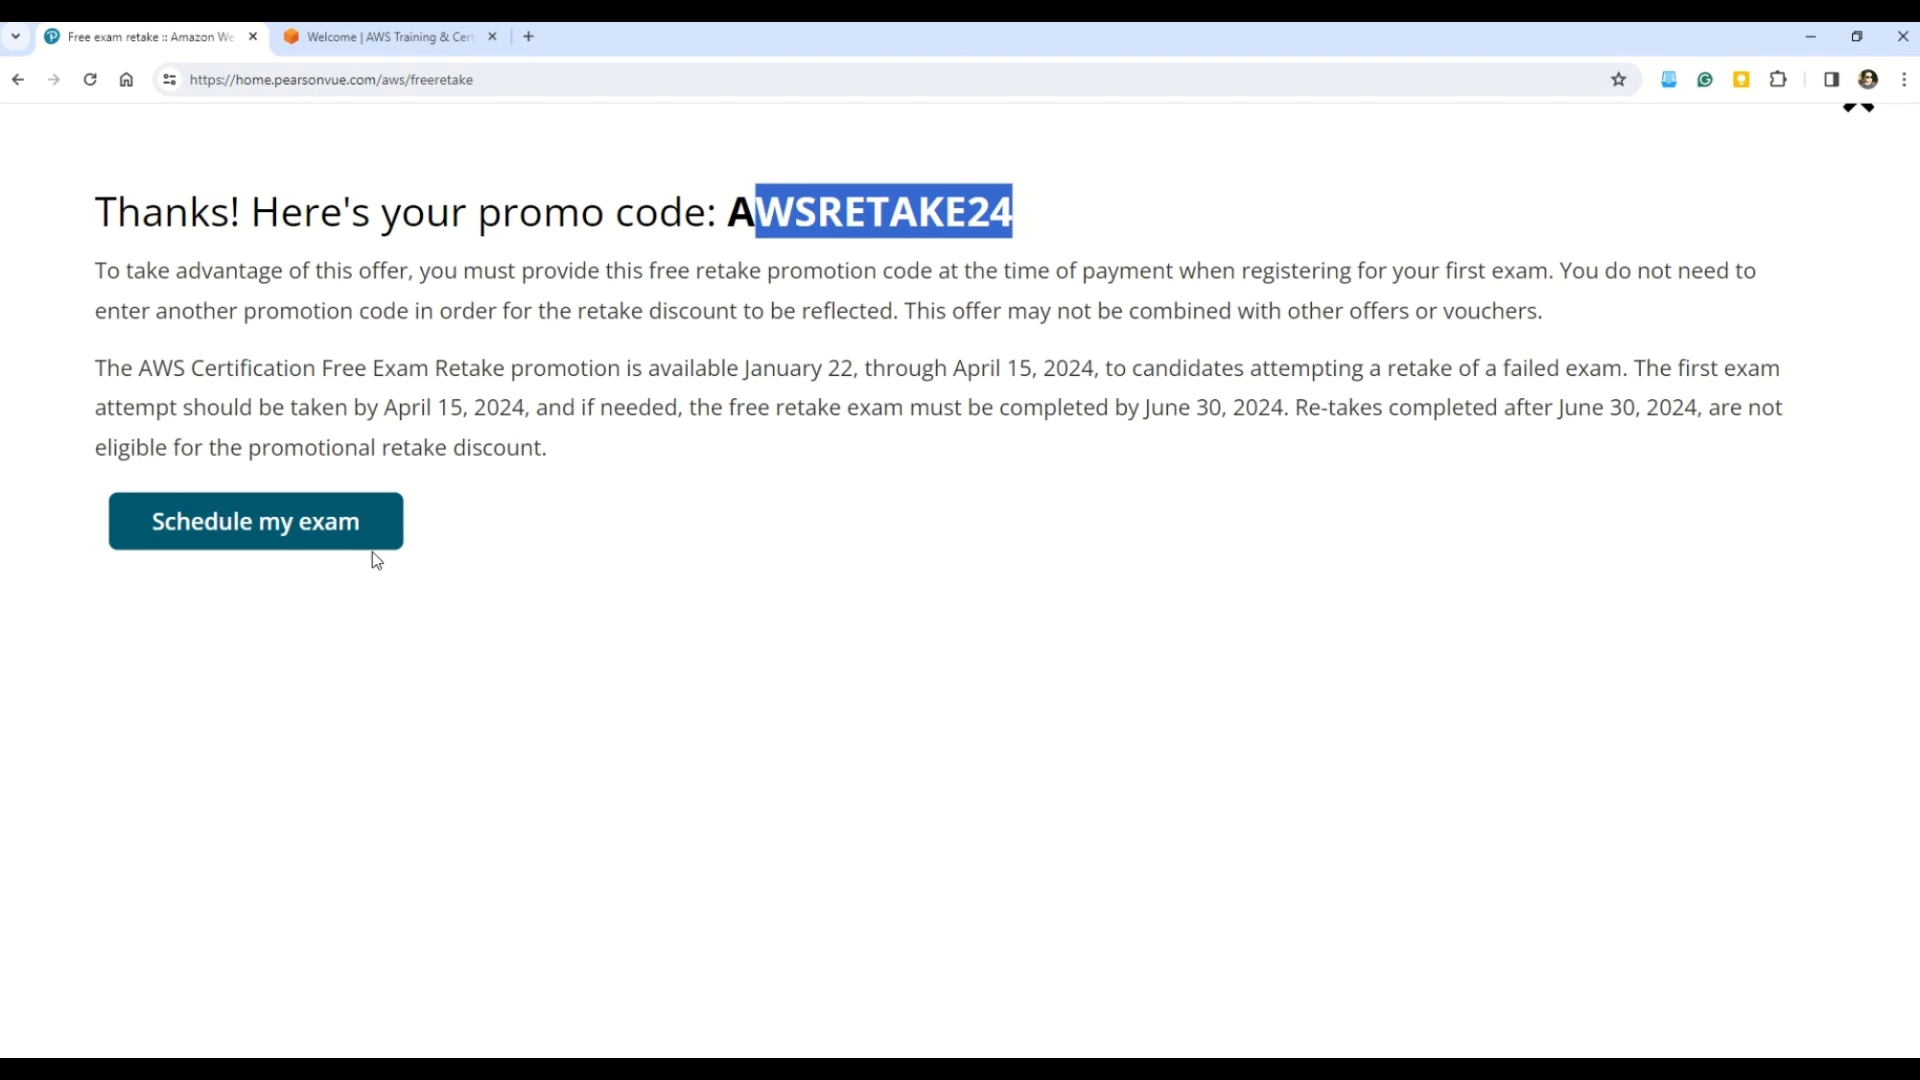 Free exam retake :: Amazon We
Welcome | AWS Training & Cer
https://home.pearsonvue.com/aws/freeretake
Thanks! Here's your promo code: AWSRETAKE24
To take advantage of this offer, you must provide this free retake promotion code at the time of payment when registering for your first exam. You do not need to
enter another promotion code in order for the retake discount to be reflected. This offer may not be combined with other offers or vouchers.
The AWS Certification Free Exam Retake promotion is available January 22, through April 15, 2024, to candidates attempting a retake of a failed exam. The first exam
attempt should be taken by April 15, 2024, and if needed, the free retake exam must be completed by June 30, 2024. Re-takes completed after June 30, 2024, are not
eligible for the promotional retake discount.
Schedule my exam